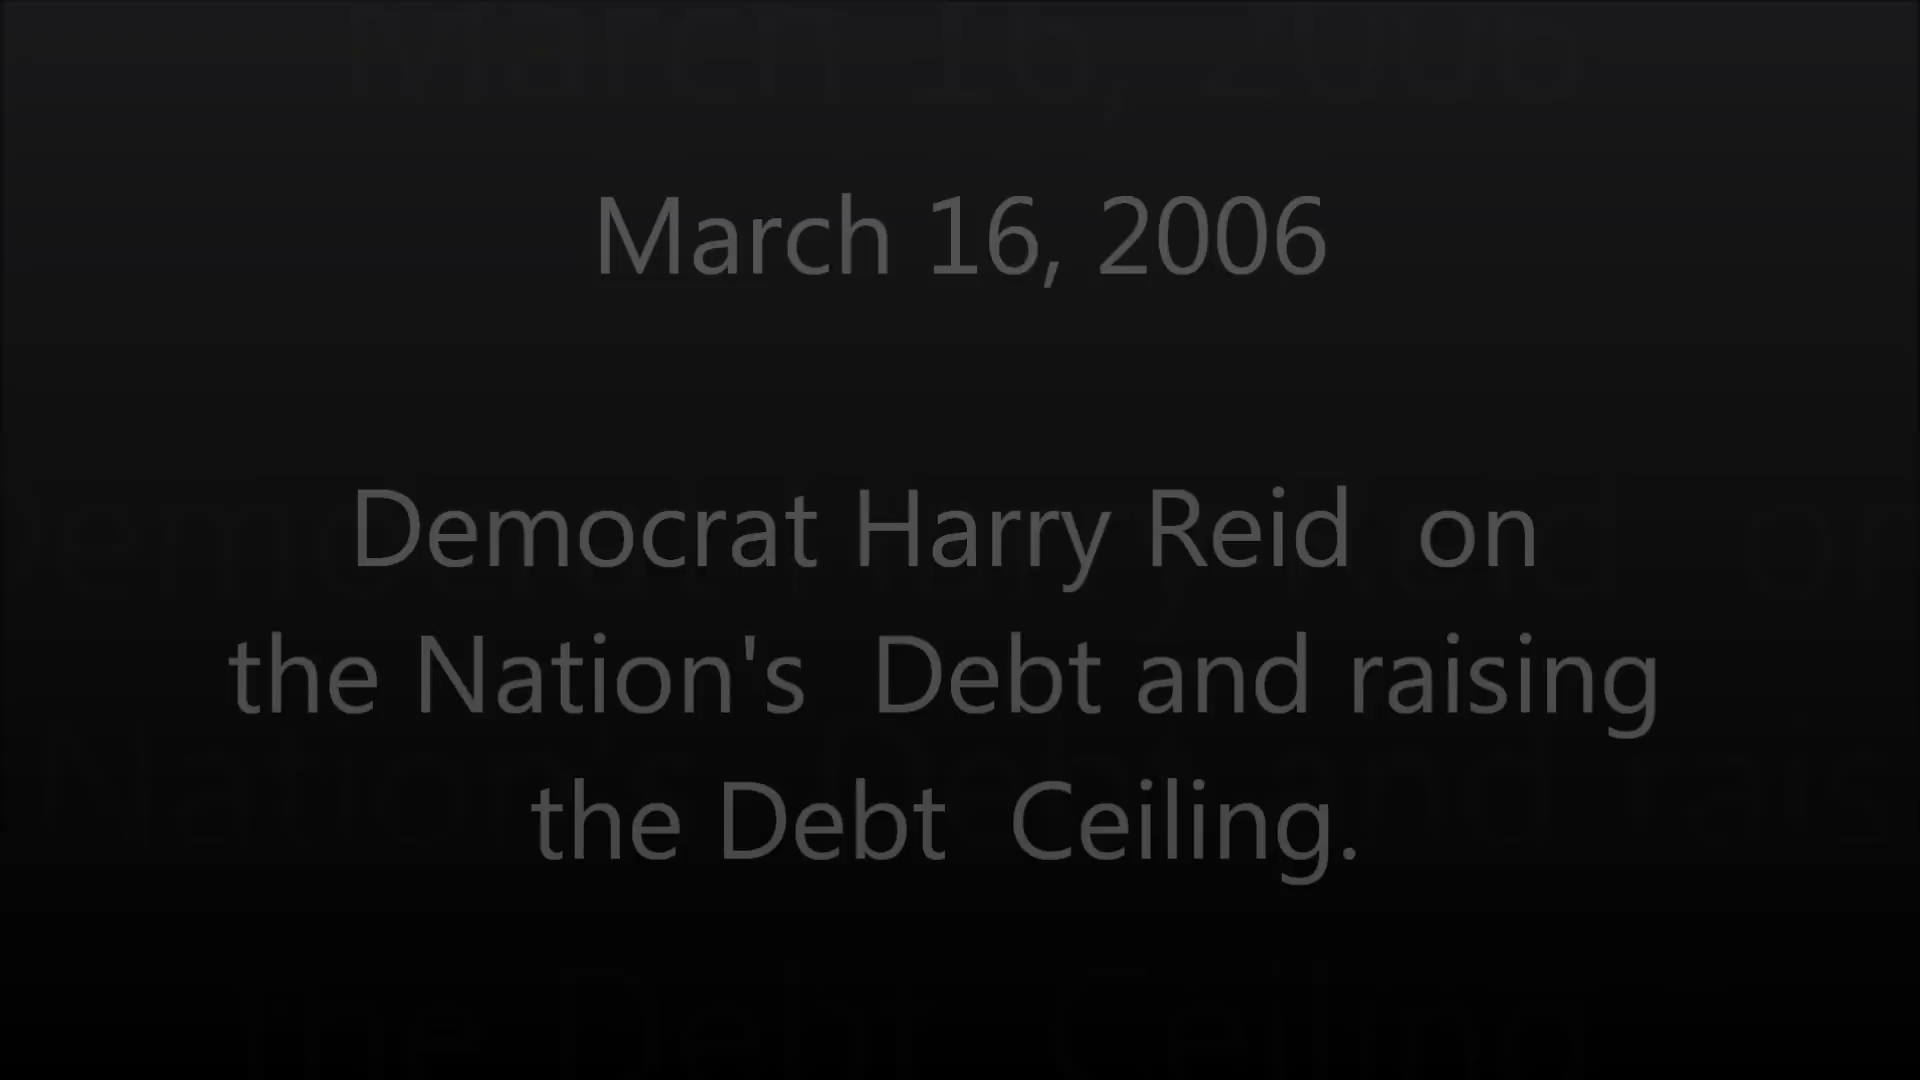 March 16, 2006
Democrat Harry Reid  on
the Nation's  Debt and raising
the Debt  Ceiling.